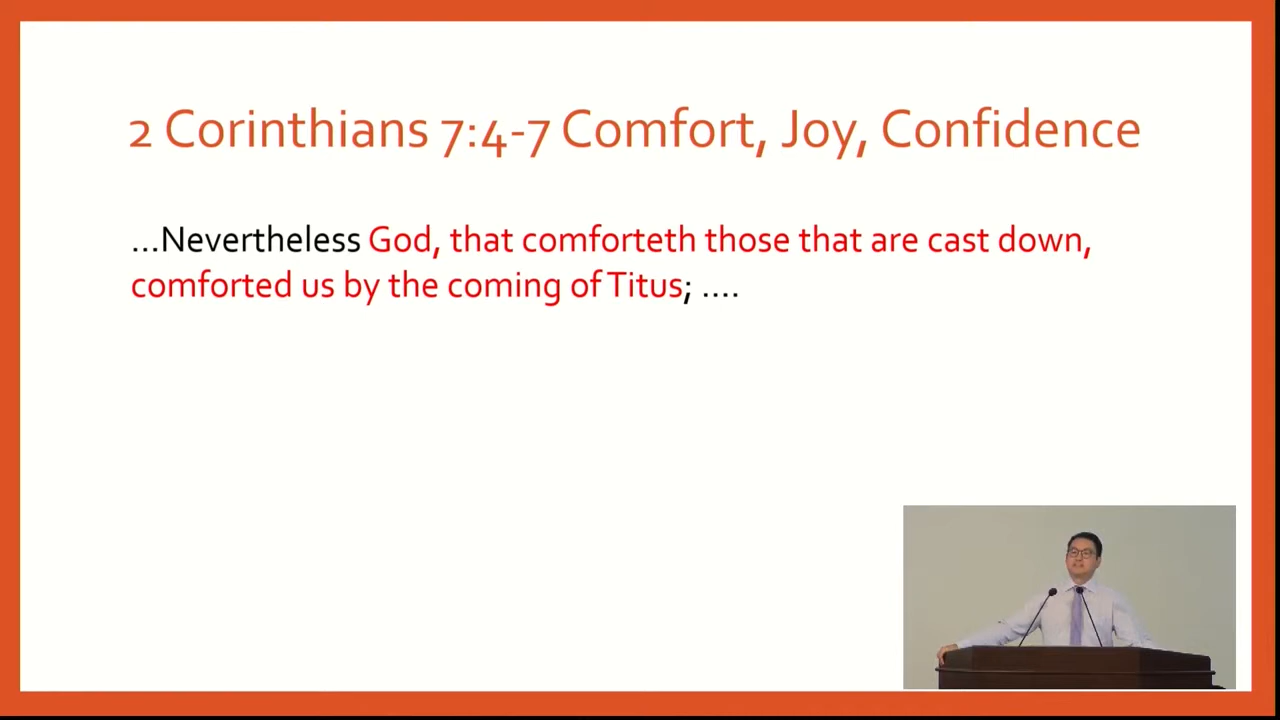 2 Corinthians 7:4-7 Comfort, Joy, Confidence
...Nevertheless God, that comforteth those that are cast down,
comforted us by the coming of Titus; ....